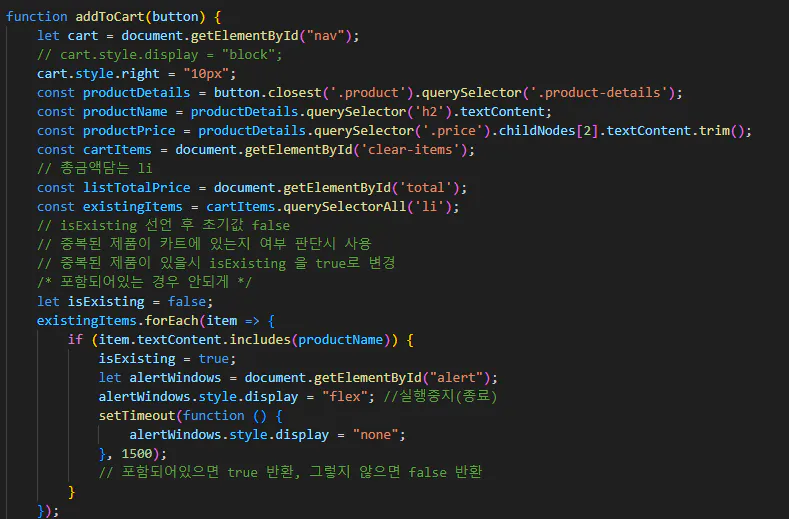 function addToCart(button) {
let cart = document.getElementById("nav");
// cart.style.display = "block";
cart.style.right = "10px";
const productDetails = button.closest('.product').querySelector('.product-details');
const productName = productDetails.querySelector('h2').textContent;
const productPrice = productDetails.querySelector('.price').childNodes[2].textContent.trim();
const cartItems = document.getElementById('clear-items');
// 총금액담는 li
const listTotalPrice = document.getElementById('total');
const existingItems = cartItems.querySelectorAll('li');
// isExisting 선언 후 초기값 false
// 중복된 제품이 카트에 있는지 여부 판단시 사용
// 중복된 제품이 있을시 isExisting 을 true로 변경
/* 포함되어있는 경우 안되게 */
let isExisting = false;
existingItems.forEach(item => {
if (item.textContent.includes(productName)) {
isExisting = true;
let alertWindows = document.getElementById("alert");
alertWindows.style.display = "flex"; //실행중지(종료)
setTimeout(function () {
alertWindows.style.display = "none";
}, 1500);
// 포함되어있으면 true 반환, 그렇지 않으면 false 반환
}
});